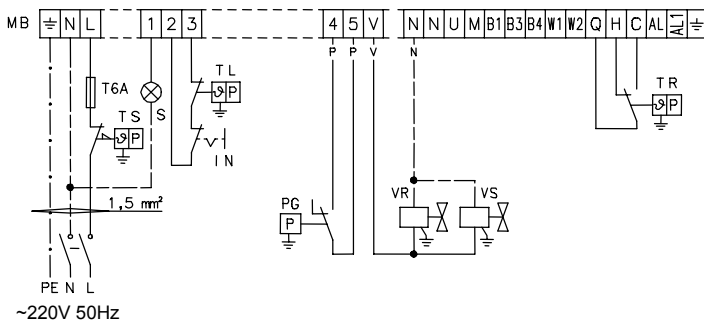 MB ⏚ N L 1 2 3 4 5 V N N U M B1 B3 B4 W1 W2 Q H C AL AL1 ⏚
P P V N
T6A
S
TL
ϑ P
TR
ϑ P
TS
ϑ P
IN
1,5 mm²
PG
P
VR VS
PE N L
~220V 50Hz